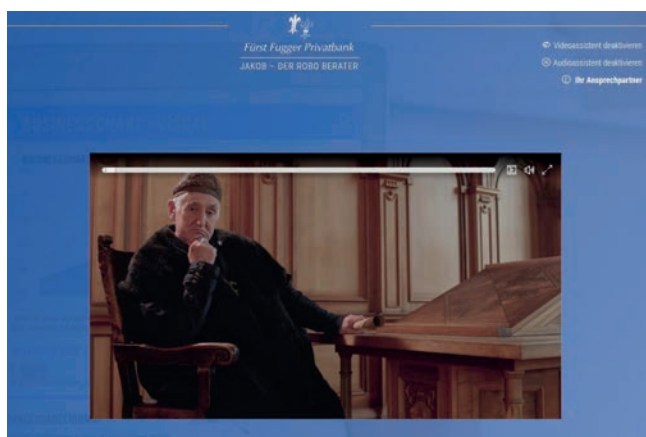 Fürst Fugger Privatbank
JAKOB – DER ROBO BERATER
Videoassistent deaktivieren
Audioassistent deaktivieren
Ihr Ansprechpartner